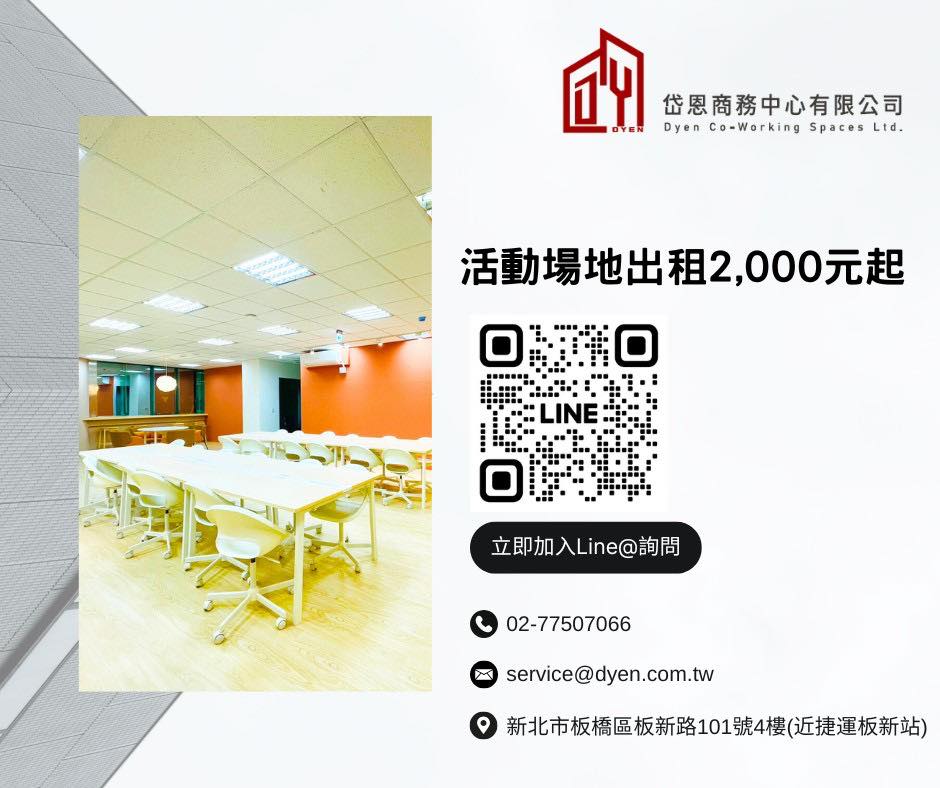 DY
DYEN
岱恩商務中心有限公司
Dyen Co-Working Spaces Ltd.
活動場地出租2,000元起
LINE
立即加入Line@詢問
02-77507066
service@dyen.com.tw
新北市板橋區板新路101號4樓(近捷運板新站)